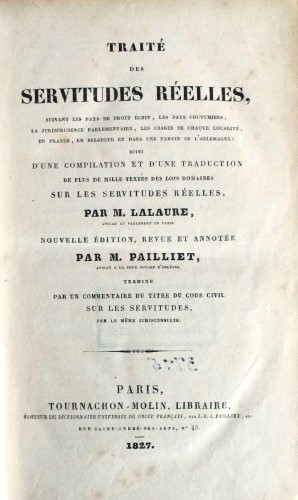 TRAITÉ
DES
SERVITUDES RÉELLES,
SUIVANT LES PAYS DE DROIT ÉCRIT, LES PAYS COUTUMIERS,
LA JURISPRUDENCE PARLEMENTAIRE, LES USAGES DE CHAQUE LOCALITÉ,
EN FRANCE, EN BELGIQUE ET DANS UNE PARTIE DE L'ALLEMAGNE;
SUIVI
D'UNE COMPILATION ET D'UNE TRADUCTION
DE PLUS DE MILLE TEXTES DES LOIS ROMAINES
SUR LES SERVITUDES RÉELLES,
PAR M. LALAURE,
AVOCAT AU PARLEMENT DE PARIS.
NOUVELLE ÉDITION, REVUE ET ANNOTÉE
PAR M. PAILLIET,
AVOCAT A LA COUR ROYALE D'ORLÉANS.
TERMINÉ
PAR UN COMMENTAIRE DU TITRE DU CODE CIVIL
SUR LES SERVITUDES,
PAR LE MÊME JURISCONSULTE.
PARIS,
TOURNACHON-MOLIN, LIBRAIRE,
ÉDITEUR DU DICTIONNAIRE UNIVERSEL DE DROIT FRANÇAIS, PAR J.-B.-J. PAILLIET,
RUE SAINT-ANDRÉ-DES-ARTS, N°
1827.